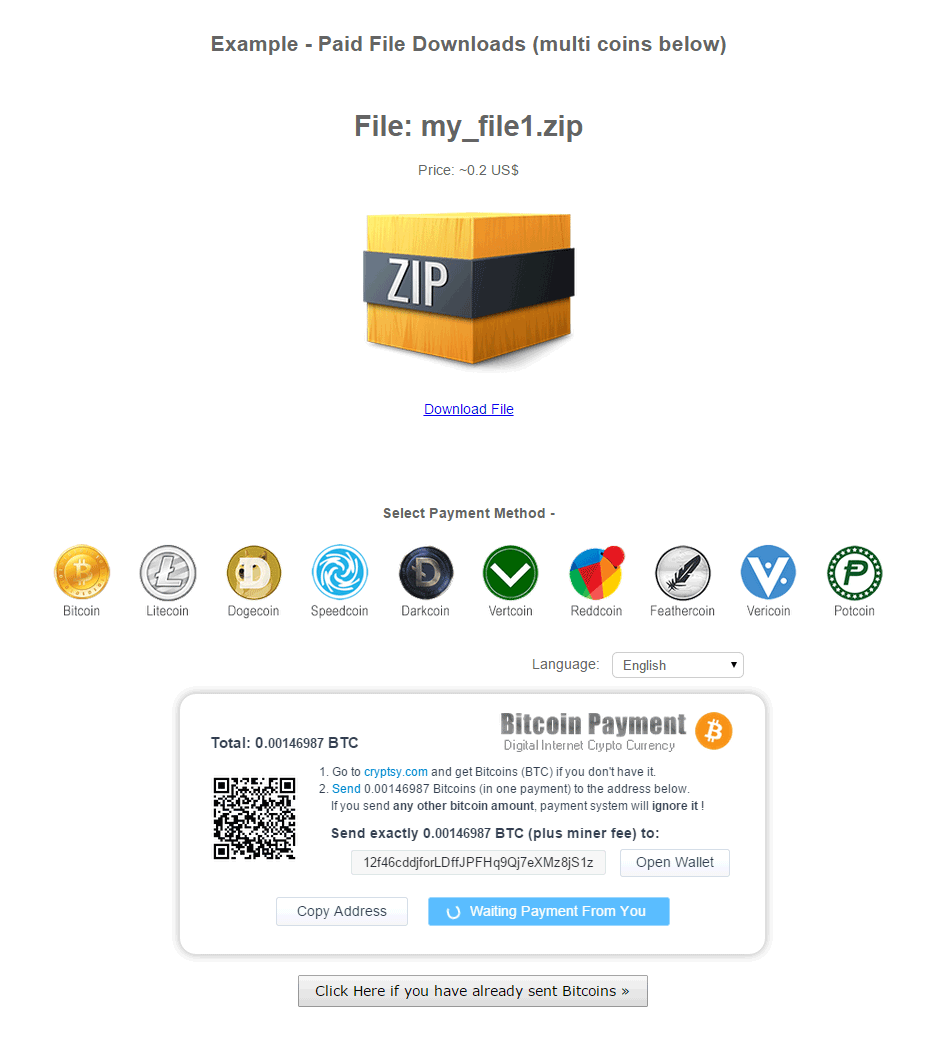 Example - Paid File Downloads (multi coins below)
File: my_file1.zip
Price: ~0.2 US$
ZIP
Download File
Select Payment Method -
Bitcoin Litecoin Dogecoin Speedcoin Darkcoin Vertcoin Reddcoin Feathercoin Vericoin Potcoin
Language: English
Bitcoin Payment
Digital Internet Crypto Currency
Total: 0.00146987 BTC
1. Go to cryptsy.com and get Bitcoins (BTC) if you don't have it.
2. Send 0.00146987 Bitcoins (in one payment) to the address below.
If you send any other bitcoin amount, payment system will ignore it !
Send exactly 0.00146987 BTC (plus miner fee) to:
12f46cddjforLDffJPFHq9Qj7eXMz8jS1z Open Wallet
Copy Address Waiting Payment From You
Click Here if you have already sent Bitcoins »